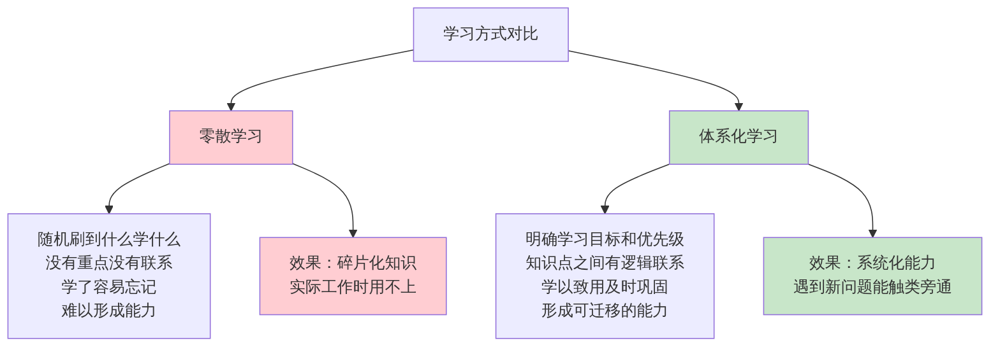 学习方式对比
零散学习
体系化学习
随机刷到什么学什么
没有重点没有联系
学了容易忘记
难以形成能力
效果：碎片化知识
实际工作时用不上
明确学习目标和优先级
知识点之间有逻辑联系
学以致用及时巩固
形成可迁移的能力
效果：系统化能力
遇到新问题能触类旁通